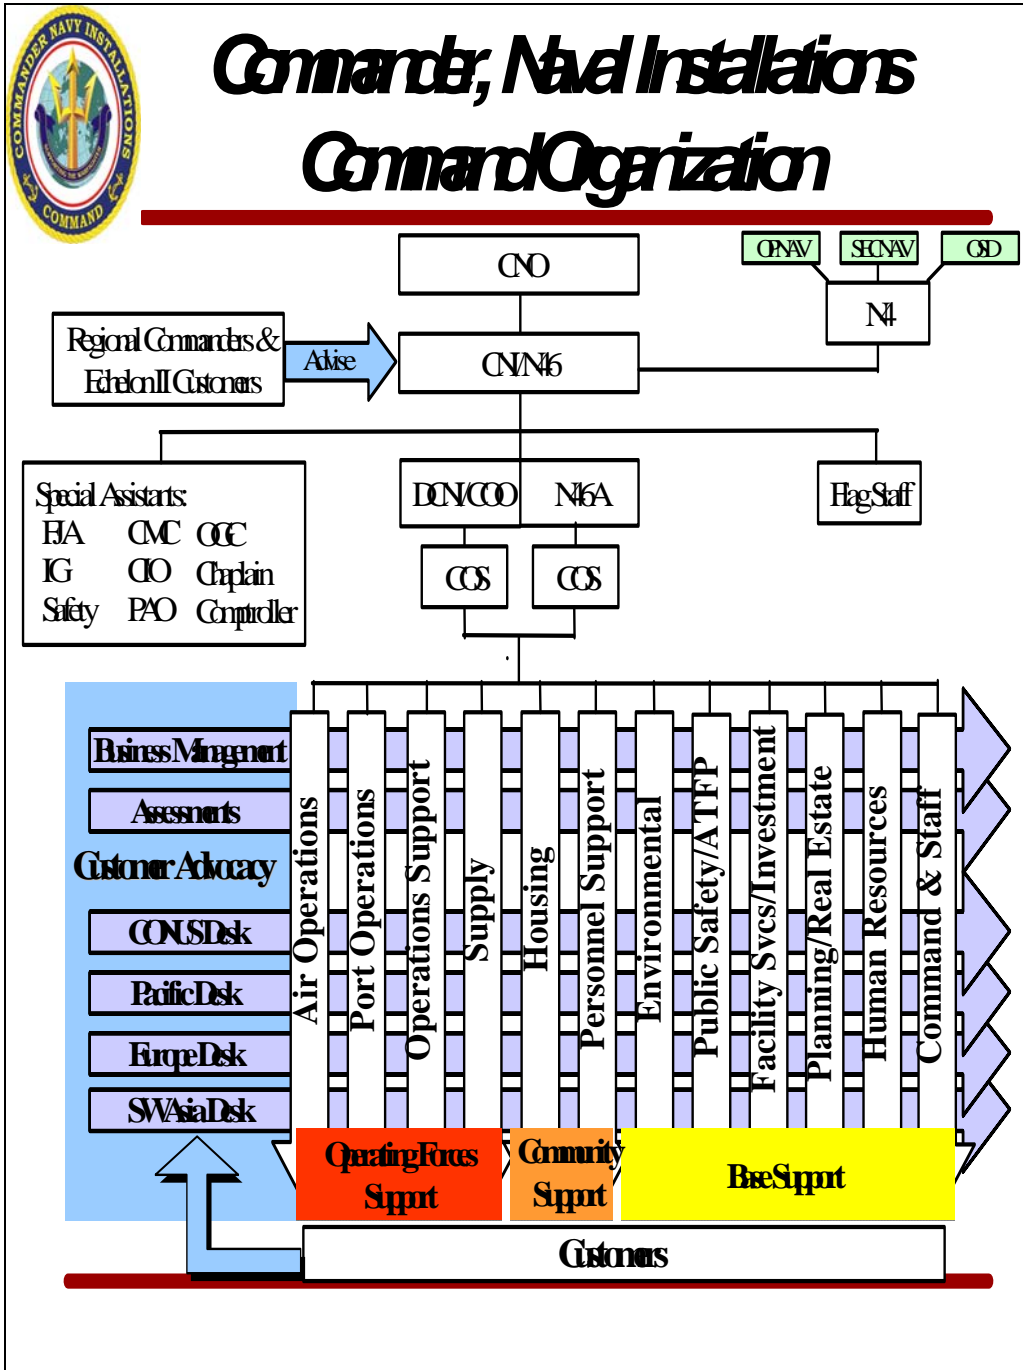 COMMANDER NAVY INSTALLATIONS
COMMAND
Commander, Naval Installations
Command Organization
CNO
OPNAV
SECNAV
OSD
N4
Regional Commanders &
Echelon II Customers
Advise
CNI/N46
Special Assistants:
FJA CMC OGC
IG CIO Chaplain
Safety PAO Comptroller
DCNI/COO
N46A
Flag Staff
COS
COS
Business Management
Assessments
Customer Advocacy
CONUS Desk
Pacific Desk
Europe Desk
SW Asia Desk
Air Operations
Port Operations
Operations Support
Supply
Housing
Personnel Support
Environmental
Public Safety/ATFP
Facility Svcs/Investment
Planning/Real Estate
Human Resources
Command & Staff
Operating Forces
Support
Community
Support
Base Support
Customers